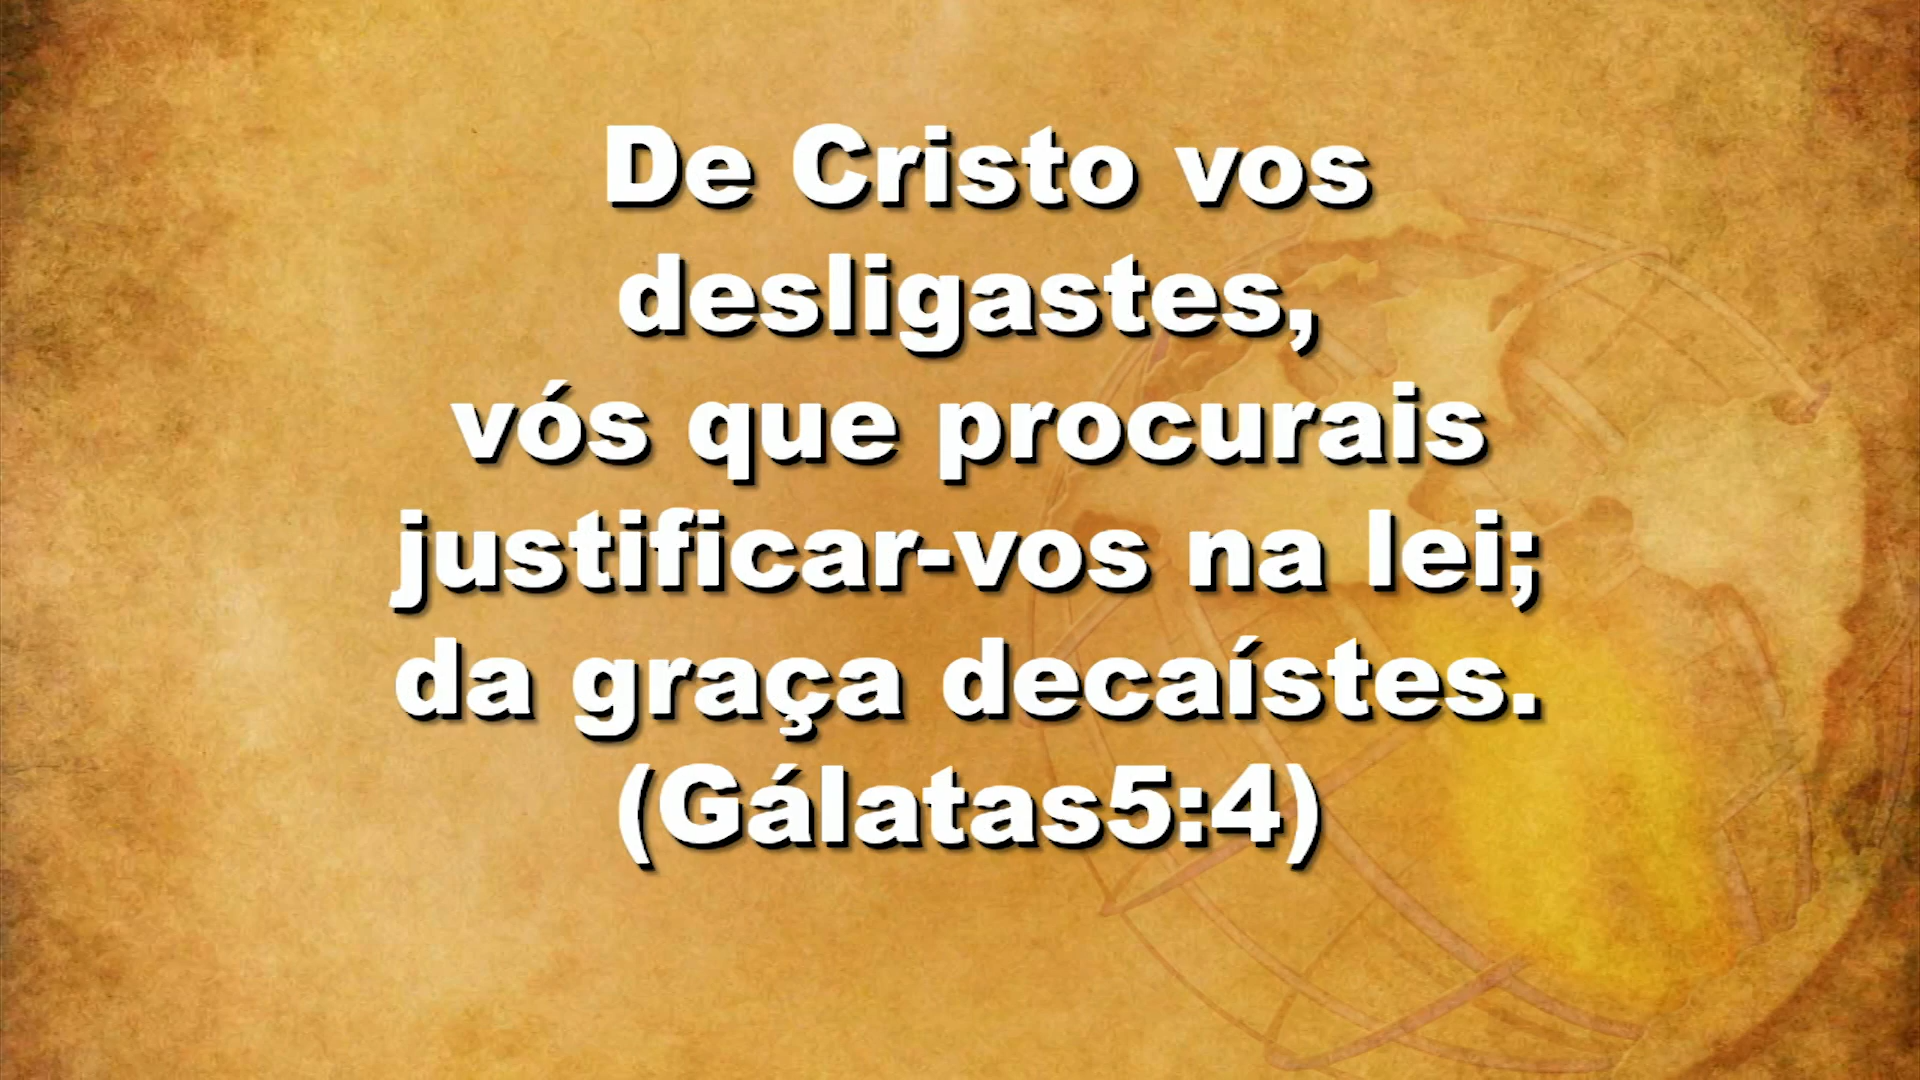 De Cristo vos
desligastes,
vós que procurais
justificar-vos na lei;
da graça decaístes.
(Gálatas5:4)